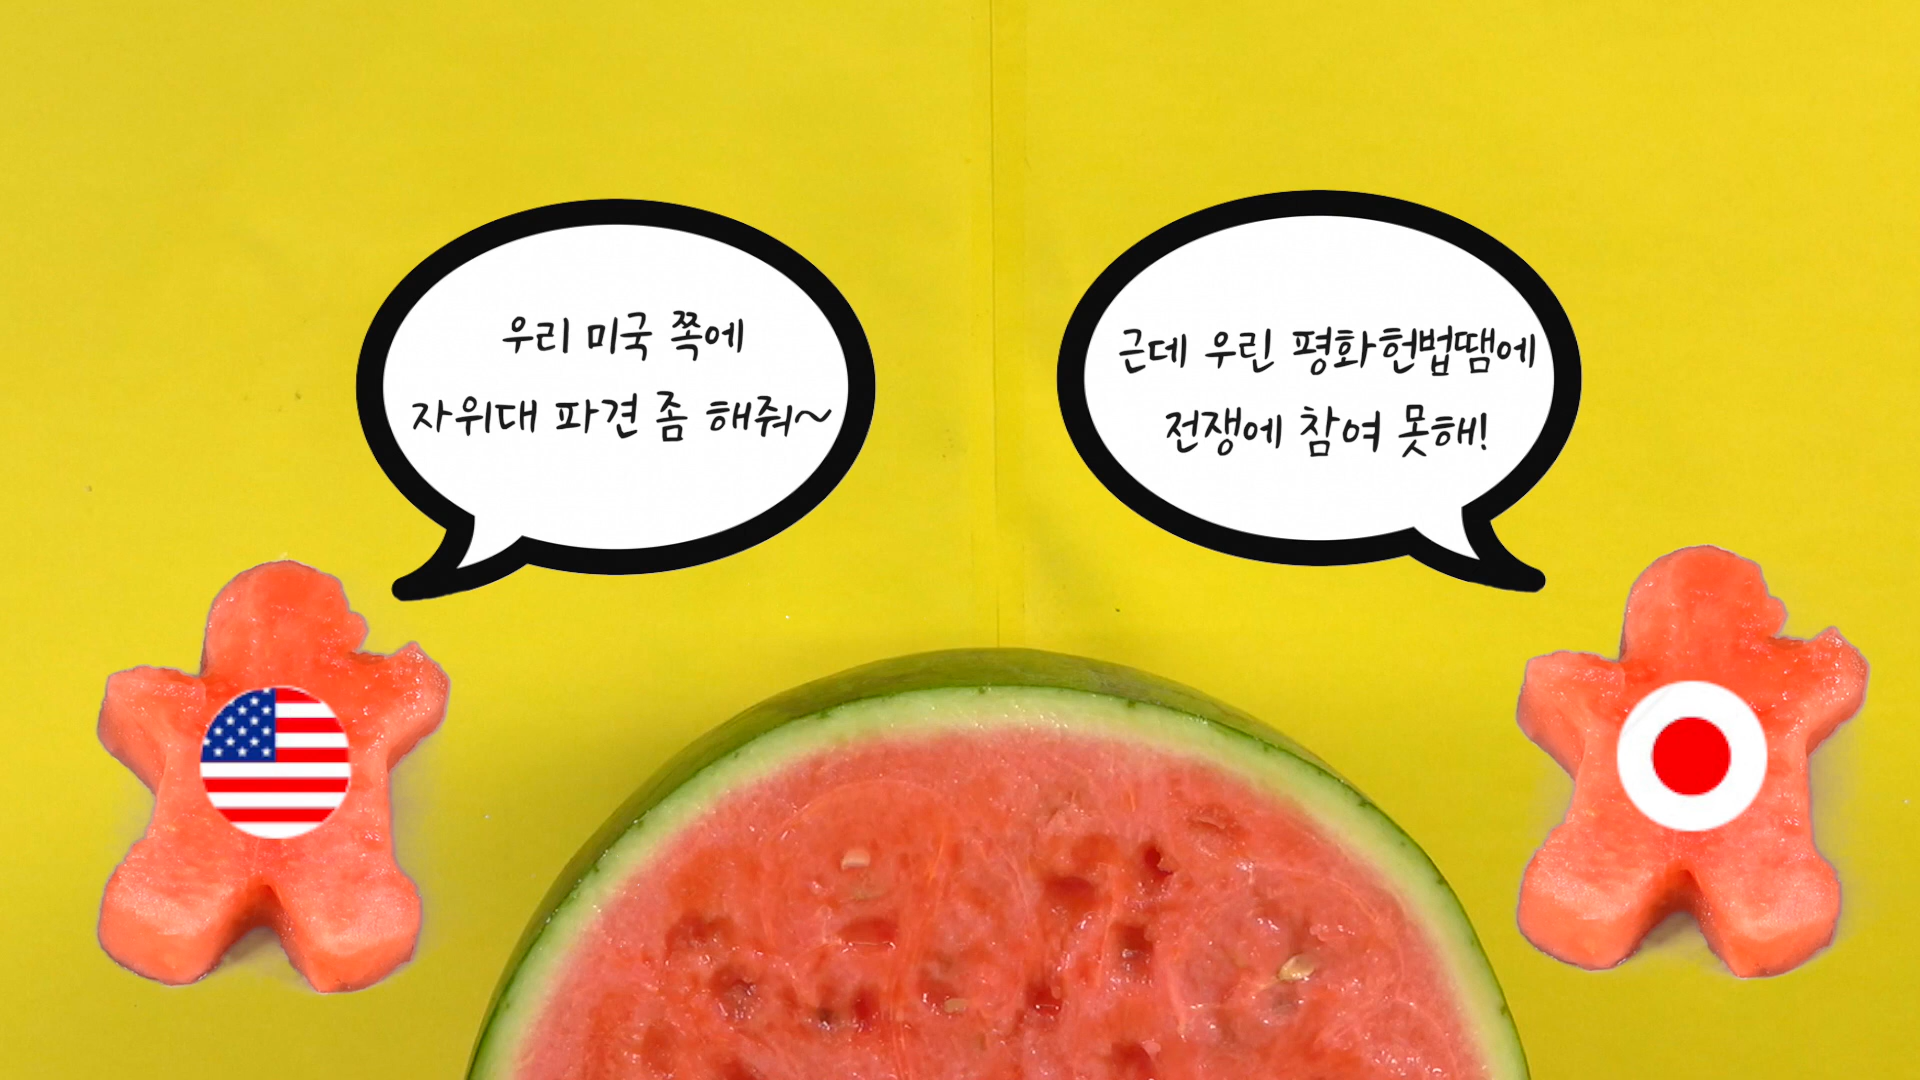 우리 미국 쪽에
자위대 파견 좀 해줘~
근데 우린 평화헌법땜에
전쟁에 참여 못해!